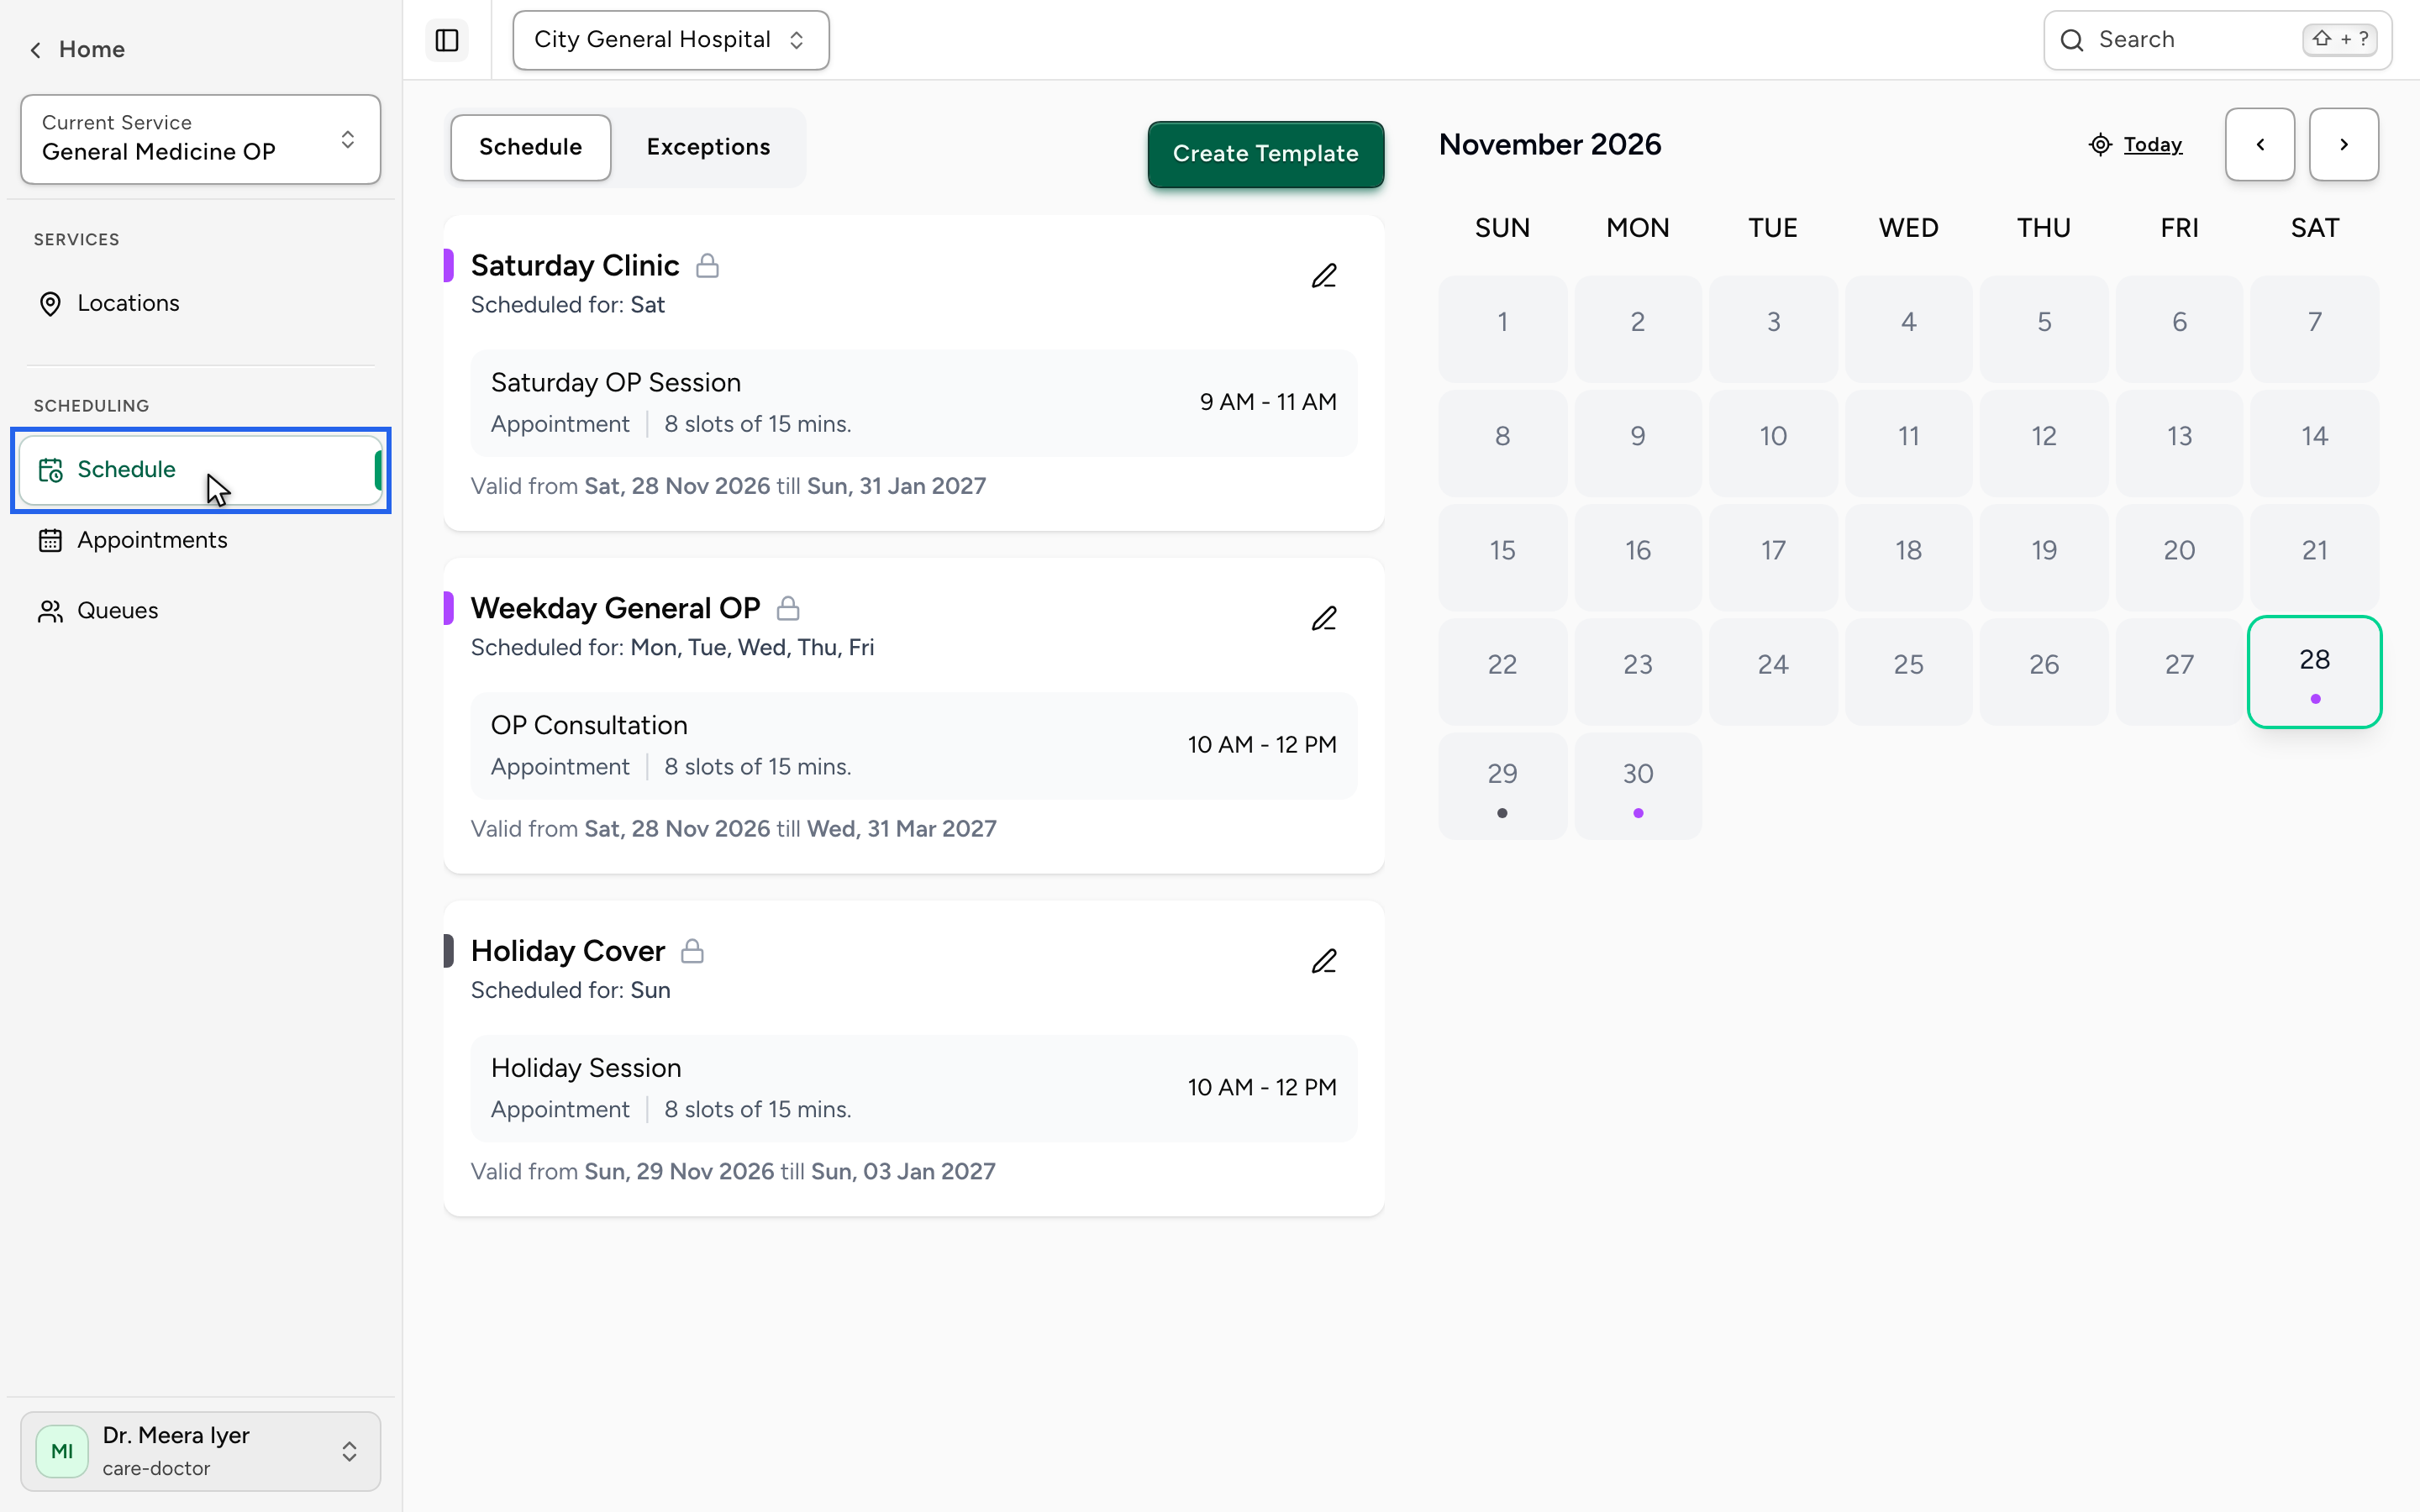 Home
Current Service
General Medicine OP
SERVICES
Locations
SCHEDULING
Schedule
Appointments
Queues
MI
Dr. Meera Iyer
care-doctor
City General Hospital
Search
+ ?
Schedule
Exceptions
Create Template
Saturday Clinic
Scheduled for: Sat
Saturday OP Session
Appointment
8 slots of 15 mins.
9 AM - 11 AM
Valid from Sat, 28 Nov 2026 till Sun, 31 Jan 2027
Weekday General OP
Scheduled for: Mon, Tue, Wed, Thu, Fri
OP Consultation
Appointment
8 slots of 15 mins.
10 AM - 12 PM
Valid from Sat, 28 Nov 2026 till Wed, 31 Mar 2027
Holiday Cover
Scheduled for: Sun
Holiday Session
Appointment
8 slots of 15 mins.
10 AM - 12 PM
Valid from Sun, 29 Nov 2026 till Sun, 03 Jan 2027
November 2026
Today
SUN MON TUE WED THU FRI SAT
1 2 3 4 5 6 7
8 9 10 11 12 13 14
15 16 17 18 19 20 21
22 23 24 25 26 27 28
29 30